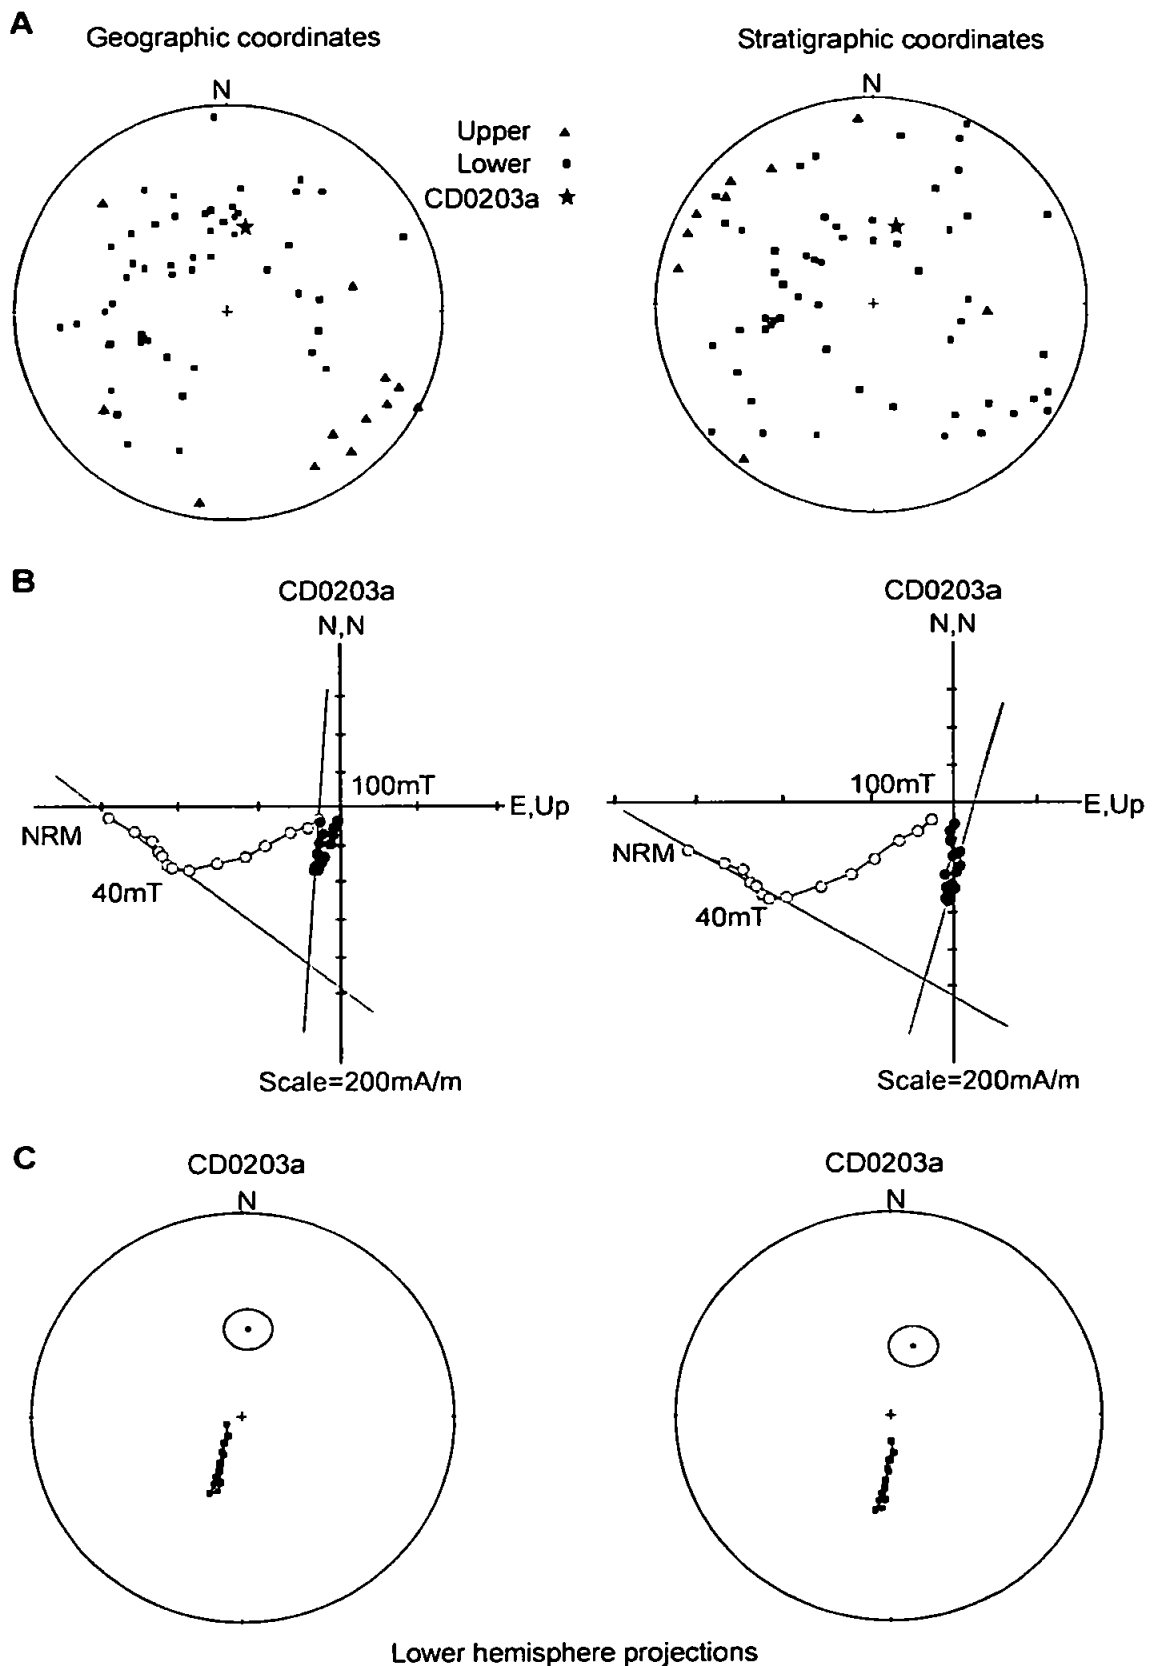 A
Geographic coordinates
Stratigraphic coordinates
N
N
Upper
Lower
CD0203a
B
CD0203a
CD0203a
N,N
N,N
100mT
100mT
E,Up
E,Up
NRM
NRM
40mT
40mT
Scale=200mA/m
Scale=200mA/m
C
CD0203a
CD0203a
N
N
Lower hemisphere projections